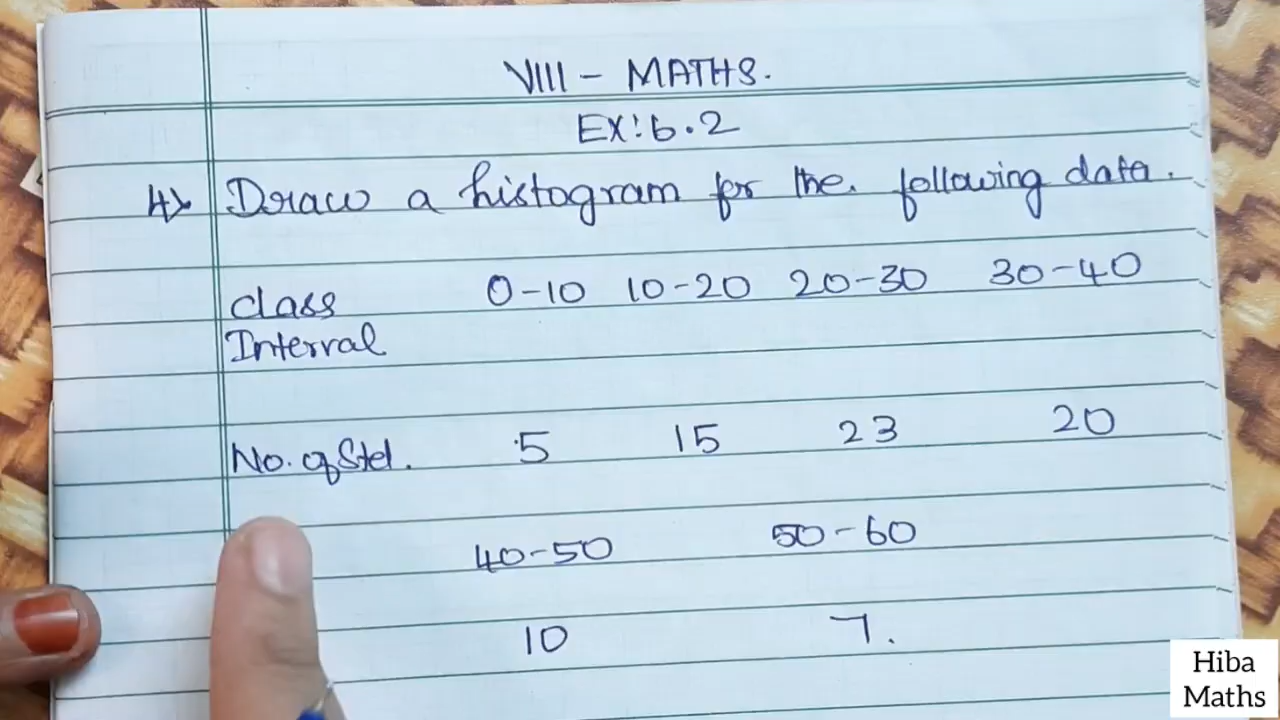 VIII - MATHS.
EX: 6.2
4) Draw a histogram for the. following data.
class 0-10 10-20 20-30 30-40
Interval
No. of Std. 5 15 23 20
40-50 50-60
10 7.
Hiba
Maths